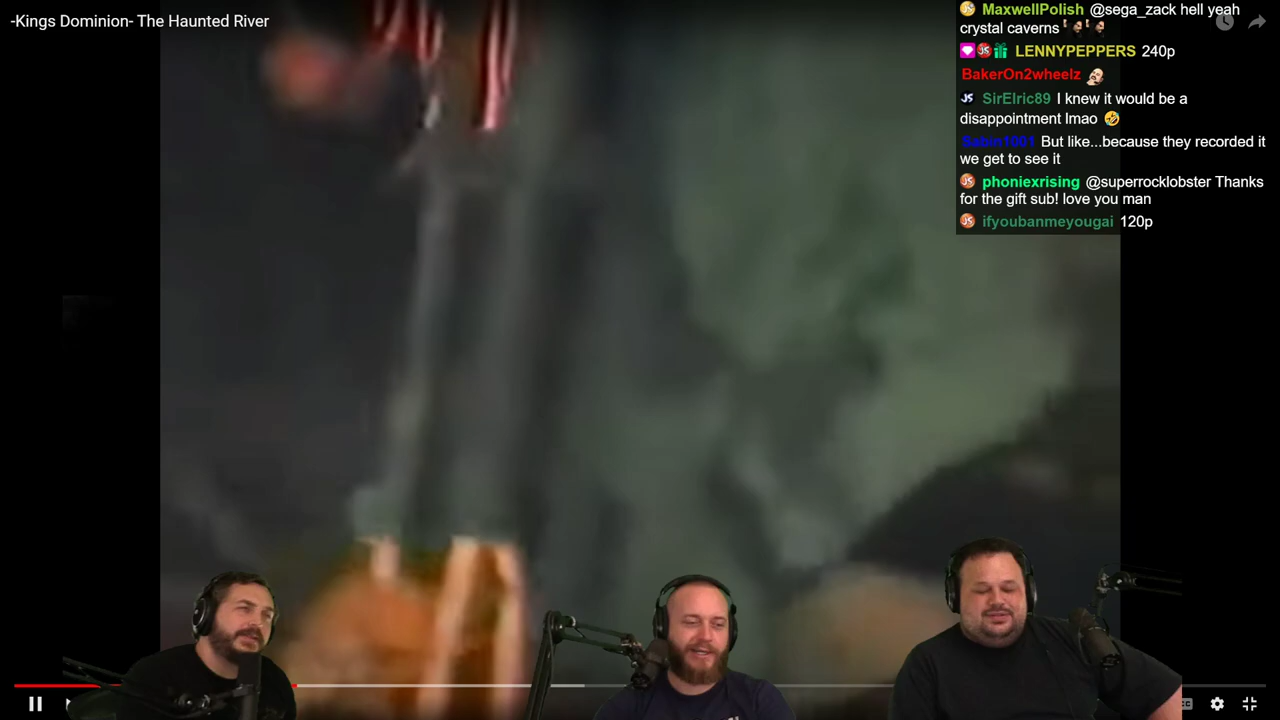 -Kings Dominion- The Haunted River
MaxwellPolish @sega_zack hell yeah
crystal caverns
LENNYPEPPERS 240p
BakerOn2wheelz
SirElric89 I knew it would be a
disappointment lmao
Sabin1001 But like...because they recorded it
we get to see it
phoniexrising @superrocklobster Thanks
for the gift sub! love you man
ifyoubanmeyougai 120p